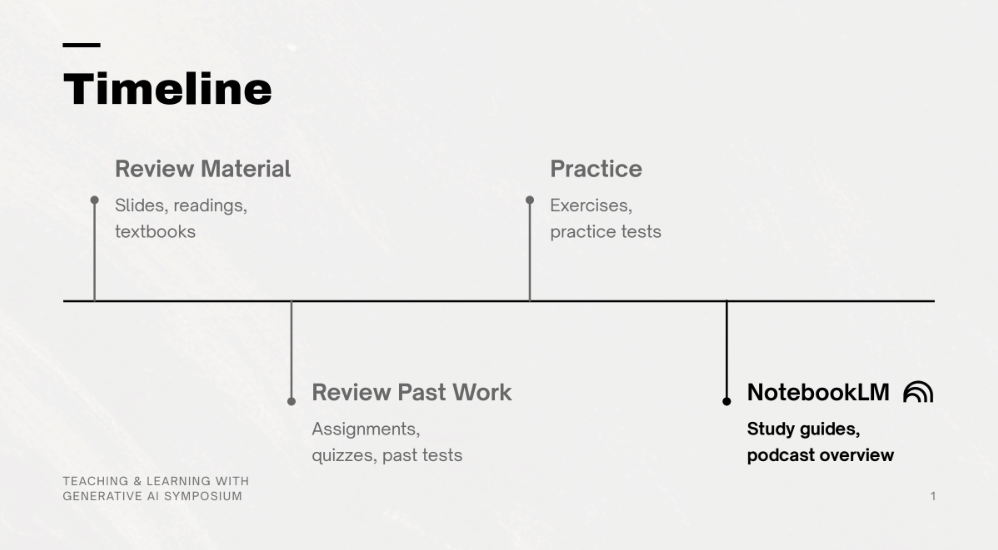 Timeline
Review Material
Slides, readings,
textbooks
Practice
Exercises,
practice tests
Review Past Work
Assignments,
quizzes, past tests
NotebookLM
Study guides,
podcast overview
TEACHING & LEARNING WITH
GENERATIVE AI SYMPOSIUM
1